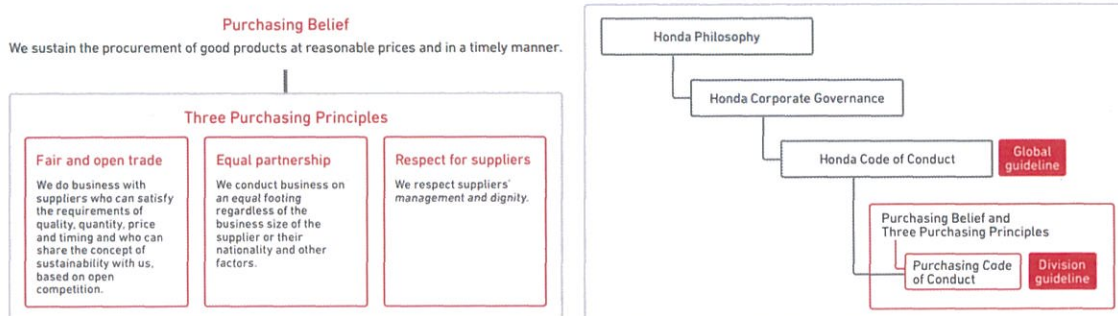 Purchasing Belief
We sustain the procurement of good products at reasonable prices and in a timely manner.
Three Purchasing Principles
Fair and open trade
We do business with
suppliers who can satisfy
the requirements of
quality, quantity, price
and timing and who can
share the concept of
sustainability with us,
based on open
competition.
Equal partnership
We conduct business on
an equal footing
regardless of the
business size of the
supplier or their
nationality and other
factors.
Respect for suppliers
We respect suppliers'
management and dignity.
Honda Philosophy
Honda Corporate Governance
Honda Code of Conduct
Global
guideline
Purchasing Belief and
Three Purchasing Principles
Purchasing Code
of Conduct
Division
guideline